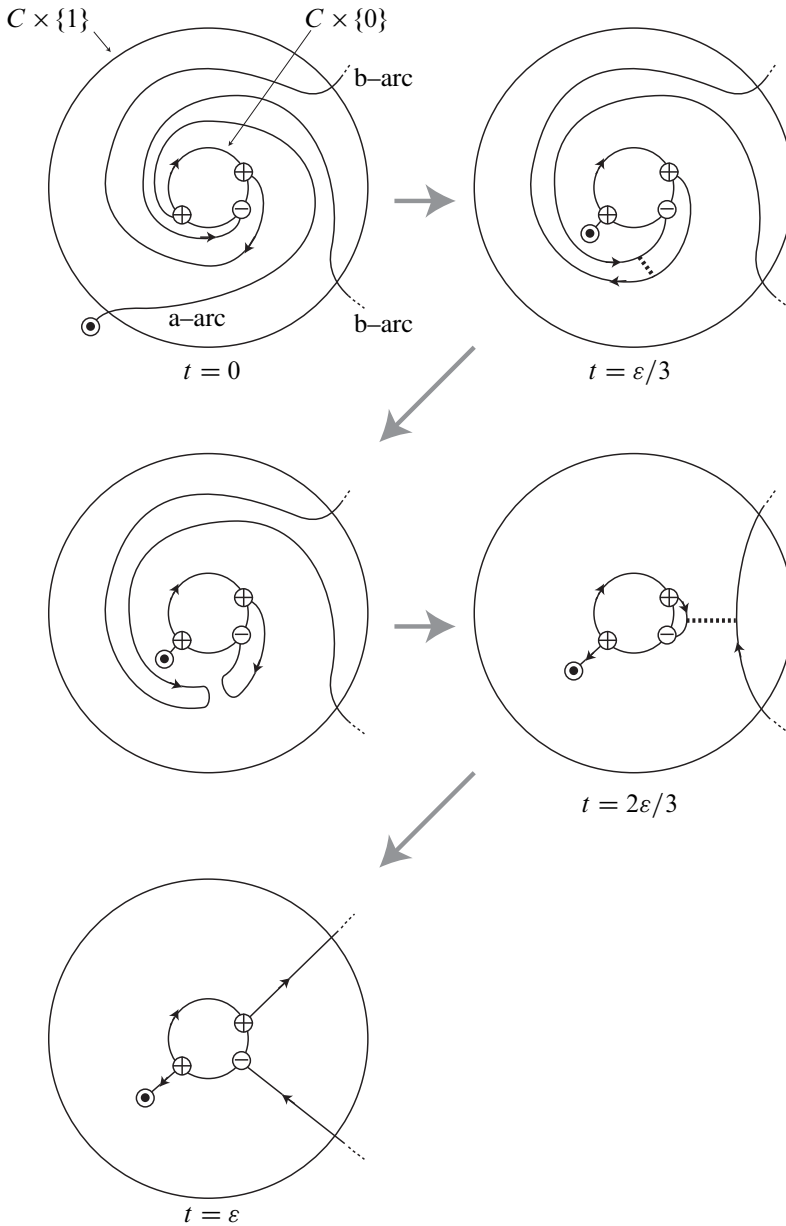 C × {1}
C × {0}
b–arc
a–arc
b–arc
t = 0
t = ε/3
t = 2ε/3
t = ε